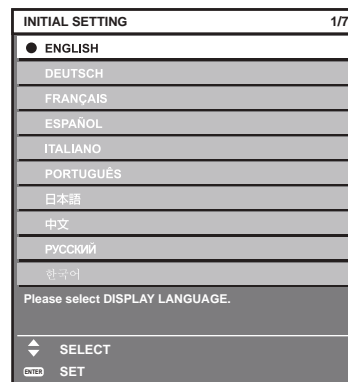 INITIAL SETTING 1/7
ENGLISH
DEUTSCH
FRANÇAIS
ESPAÑOL
ITALIANO
PORTUGUÊS
日本語
中文
РУССКИЙ
한국어
Please select DISPLAY LANGUAGE.
SELECT
ENTER SET